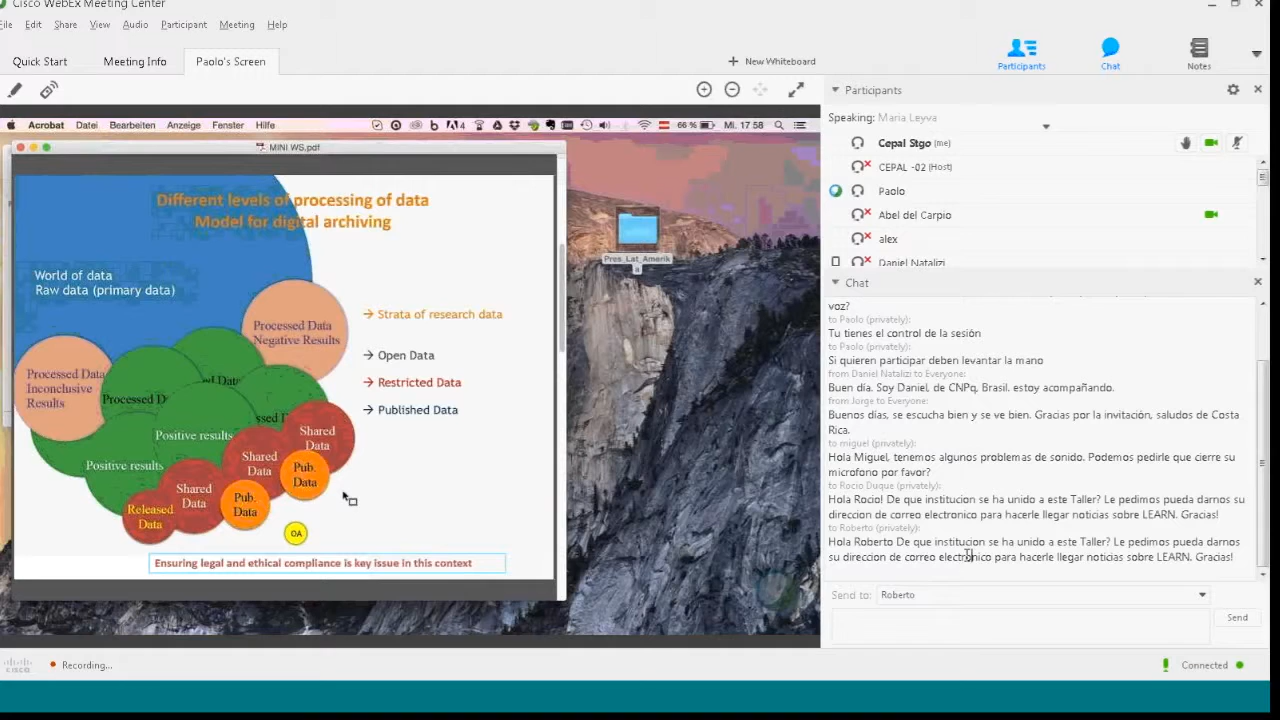 Cisco WebEx Meeting Center
File Edit Share View Audio Participant Meeting Help
Quick Start Meeting Info Paolo's Screen
+ New Whiteboard
Participants Chat Notes
Acrobat Datei Bearbeiten Anzeige Fenster Hilfe
66 % Mi. 17:58
MINI WS.pdf
Different levels of processing of data
Model for digital archiving
World of data
Raw data (primary data)
Processed Data
Negative Results
Processed Data
Inconclusive
Results
Processed D
Positive results
Positive results
Shared
Data
Shared
Data
Shared
Data
Pub.
Data
Pub.
Data
Released
Data
OA
→ Strata of research data
→ Open Data
→ Restricted Data
→ Published Data
Ensuring legal and ethical compliance is key issue in this context
Pres_Lat_Amerik
a
Participants
Speaking: Maria Leyva
Cepal Stgo (me)
CEPAL -02 (Host)
Paolo
Abel del Carpio
alex
Daniel Natalizi
Chat
voz?
to Paolo (privately):
Tu tienes el control de la sesión
to Paolo (privately):
Si quieren participar deben levantar la mano
from Daniel Natalizi to Everyone:
Buen día. Soy Daniel, de CNPq, Brasil. estoy acompañando.
from Jorge to Everyone:
Buenos días, se escucha bien y se ve bien. Gracias por la invitación, saludos de Costa
Rica.
to miguel (privately):
Hola Miguel, tenemos algunos problemas de sonido. Podemos pedirle que cierre su
microfono por favor?
to Rocio Duque (privately):
Hola Rocio! De que institucion se ha unido a este Taller? Le pedimos pueda darnos su
direccion de correo electronico para hacerle llegar noticias sobre LEARN. Gracias!
to Roberto (privately):
Hola Roberto De que institucion se ha unido a este Taller? Le pedimos pueda darnos
su direccion de correo electronico para hacerle llegar noticias sobre LEARN. Gracias!
Send to: Roberto
Send
cisco Recording...
Connected